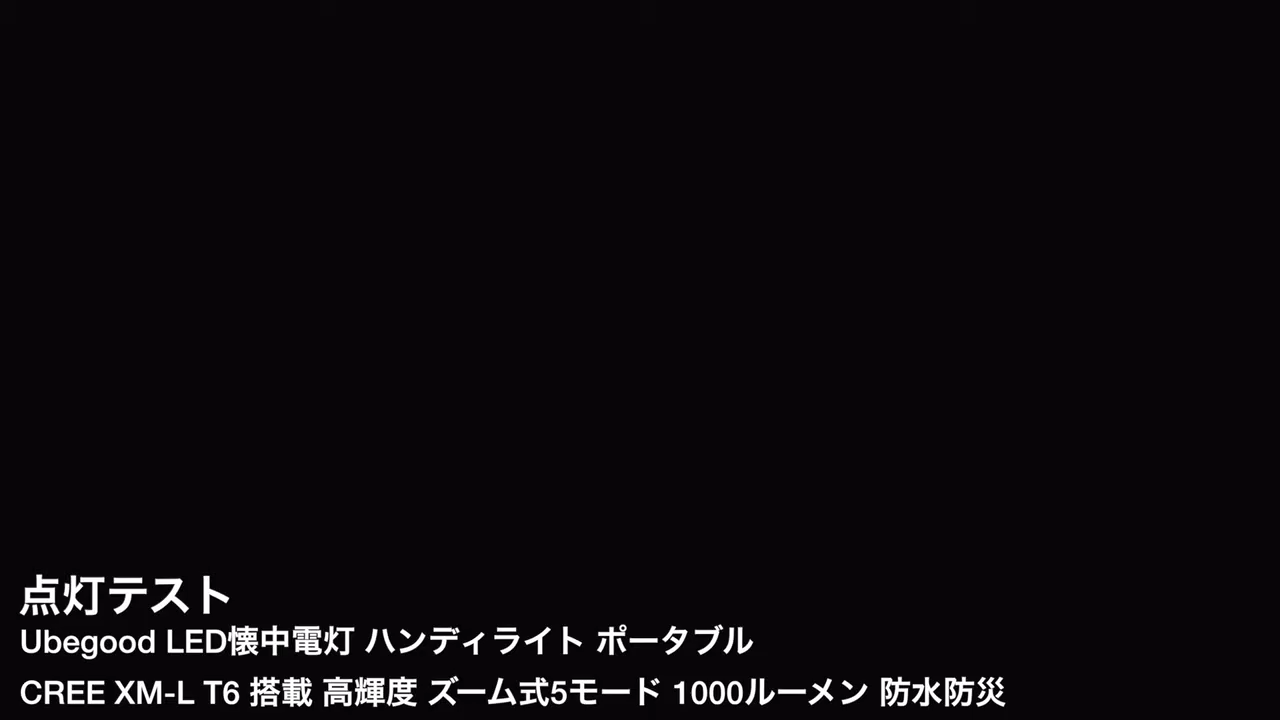 点灯テスト
Ubegood LED懐中電灯 ハンディライト ポータブル
CREE XM-L T6 搭載 高輝度 ズーム式5モード 1000ルーメン 防水防災